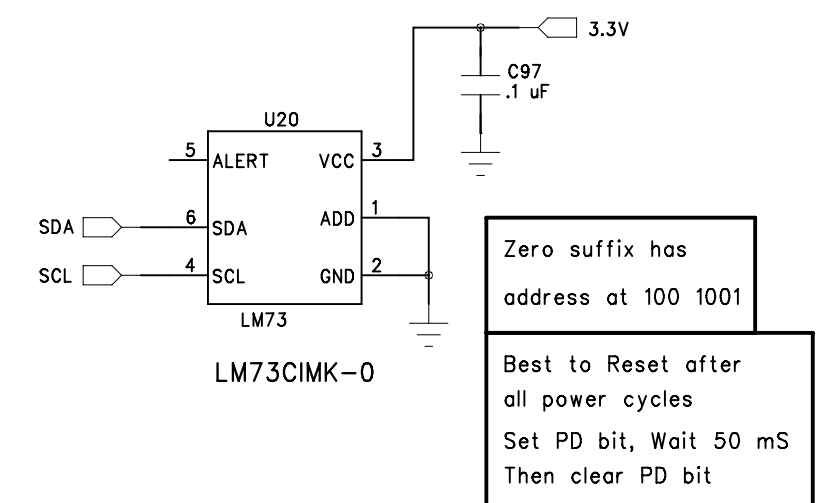 3.3V
C97
.1 uF
U20
5
ALERT
VCC
3
SDA
6
SDA
ADD
1
SCL
4
SCL
GND
2
LM73
LM73CIMK-0
Zero suffix has
address at 100 1001
Best to Reset after
all power cycles
Set PD bit, Wait 50 mS
Then clear PD bit